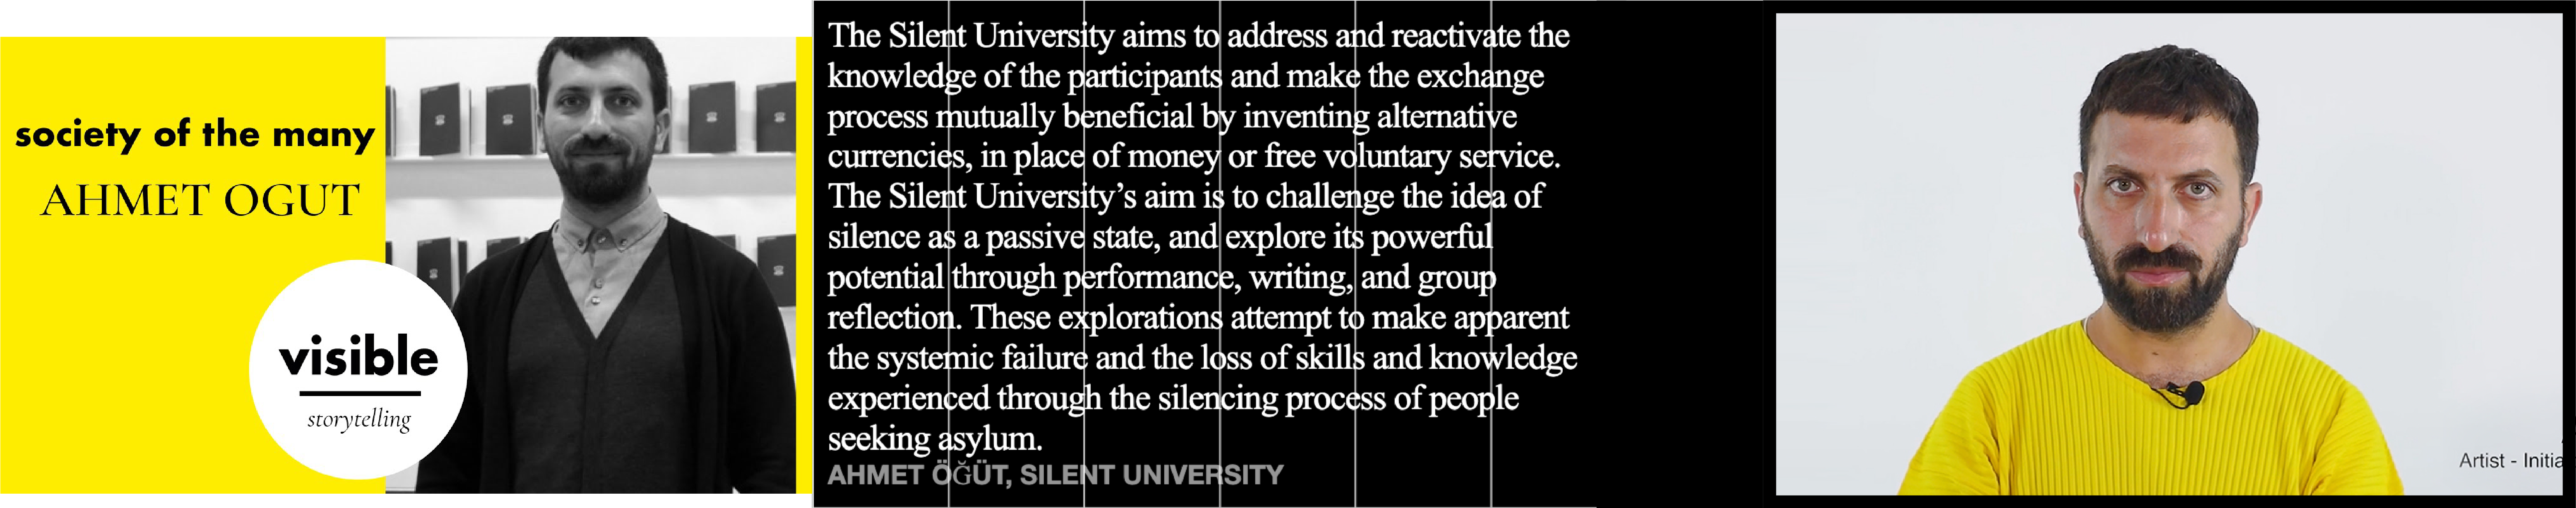 society of the many
AHMET OGUT
visible
storytelling
The Silent University aims to address and reactivate the
knowledge of the participants and make the exchange
process mutually beneficial by inventing alternative
currencies, in place of money or free voluntary service.
The Silent University’s aim is to challenge the idea of
silence as a passive state, and explore its powerful
potential through performance, writing, and group
reflection. These explorations attempt to make apparent
the systemic failure and the loss of skills and knowledge
experienced through the silencing process of people
seeking asylum.
AHMET ÖĞÜT, SILENT UNIVERSITY
Artist - Initia